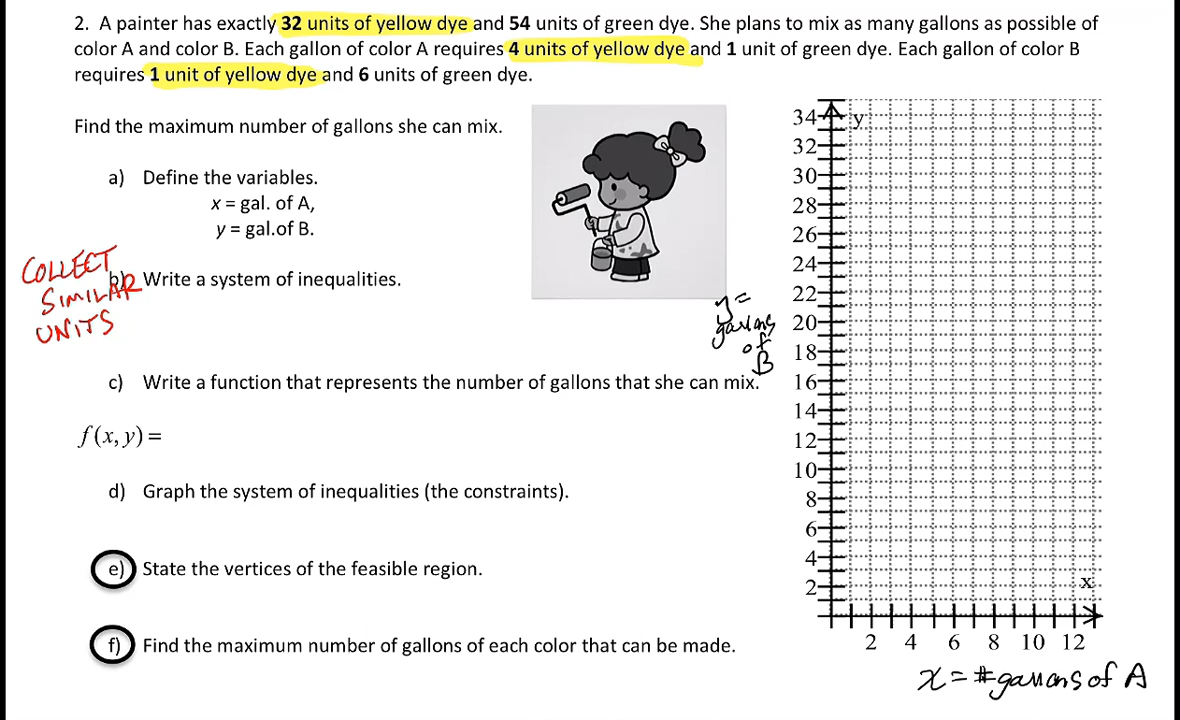 2. A painter has exactly 32 units of yellow dye and 54 units of green dye. She plans to mix as many gallons as possible of
color A and color B. Each gallon of color A requires 4 units of yellow dye and 1 unit of green dye. Each gallon of color B
requires 1 unit of yellow dye and 6 units of green dye.
Find the maximum number of gallons she can mix.
a) Define the variables.
x = gal. of A,
y = gal.of B.
COLLECT
SIMILAR
UNITS
b) Write a system of inequalities.
c) Write a function that represents the number of gallons that she can mix.
f(x,y) =
d) Graph the system of inequalities (the constraints).
e) State the vertices of the feasible region.
f) Find the maximum number of gallons of each color that can be made.
y =
gallons
of
B
34
y
32
30
28
26
24
22
20
18
16
14
12
10
8
6
4
2
x
2 4 6 8 10 12
x = # gallons of A